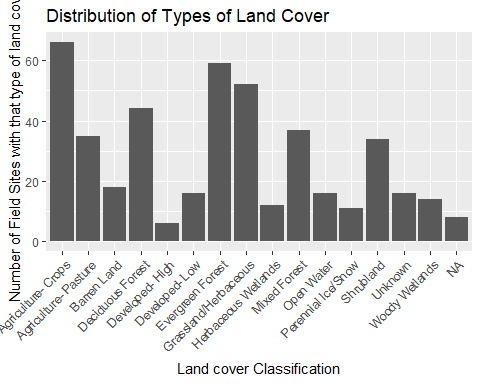 Distribution of Types of Land Cover
Number of Field Sites with that type of land cov
60
40
20
0
Agriculture- Crops
Agriculture- Pasture
Barren Land
Deciduous Forest
Developed- High
Developed- Low
Evergreen Forest
Grassland/Herbaceous
Herbaceous Wetlands
Mixed Forest
Open Water
Perennial Ice/Snow
Shrubland
Unknown
Woody Wetlands
NA
Land cover Classification